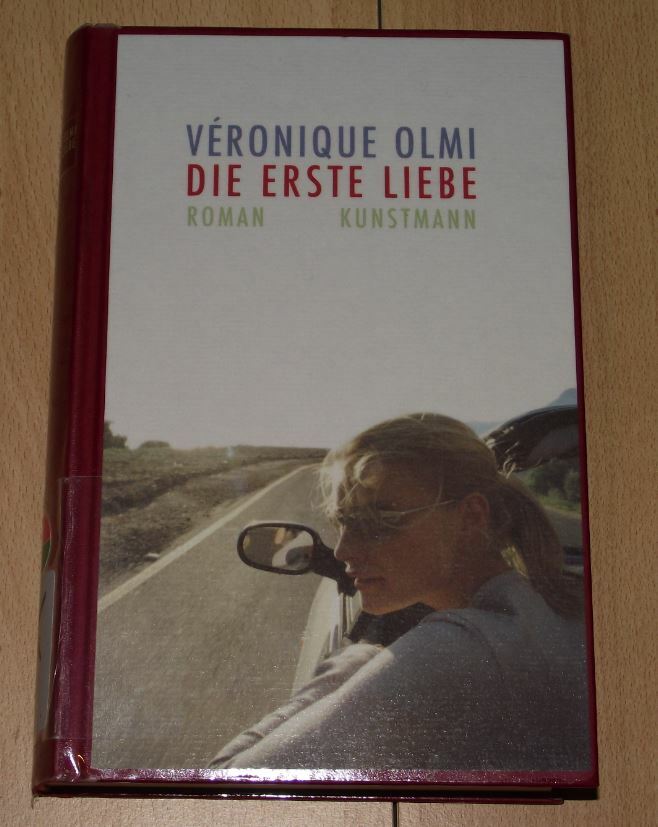 VÉRONIQUE OLMI
DIE ERSTE LIEBE
ROMAN KUNSTMANN